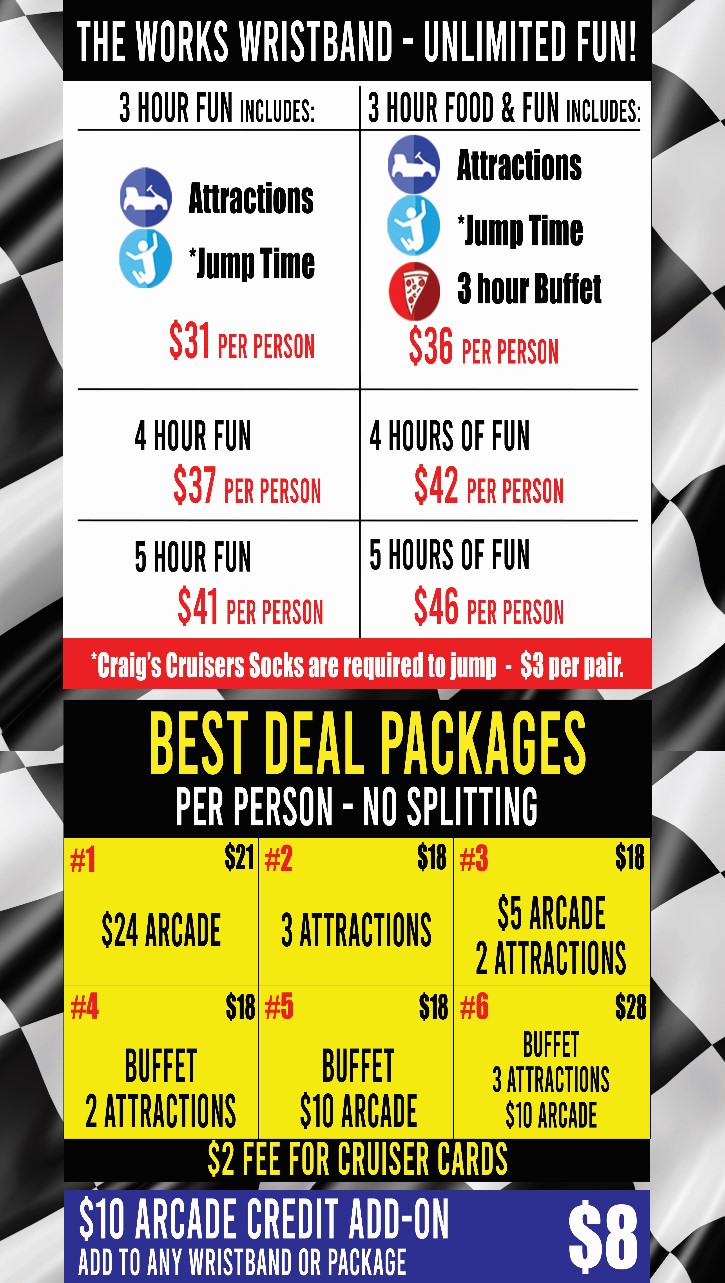 THE WORKS WRISTBAND - UNLIMITED FUN!
3 HOUR FUN INCLUDES:
Attractions
*Jump Time
$31 PER PERSON
3 HOUR FOOD & FUN INCLUDES:
Attractions
*Jump Time
3 hour Buffet
$36 PER PERSON
4 HOUR FUN
$37 PER PERSON
4 HOURS OF FUN
$42 PER PERSON
5 HOUR FUN
$41 PER PERSON
5 HOURS OF FUN
$46 PER PERSON
*Craig's Cruisers Socks are required to jump - $3 per pair.
BEST DEAL PACKAGES
PER PERSON - NO SPLITTING
#1 $21
$24 ARCADE
#2 $18
3 ATTRACTIONS
#3 $18
$5 ARCADE
2 ATTRACTIONS
#4 $18
BUFFET
2 ATTRACTIONS
#5 $18
BUFFET
$10 ARCADE
#6 $28
BUFFET
3 ATTRACTIONS
$10 ARCADE
$2 FEE FOR CRUISER CARDS
$10 ARCADE CREDIT ADD-ON
ADD TO ANY WRISTBAND OR PACKAGE
$8